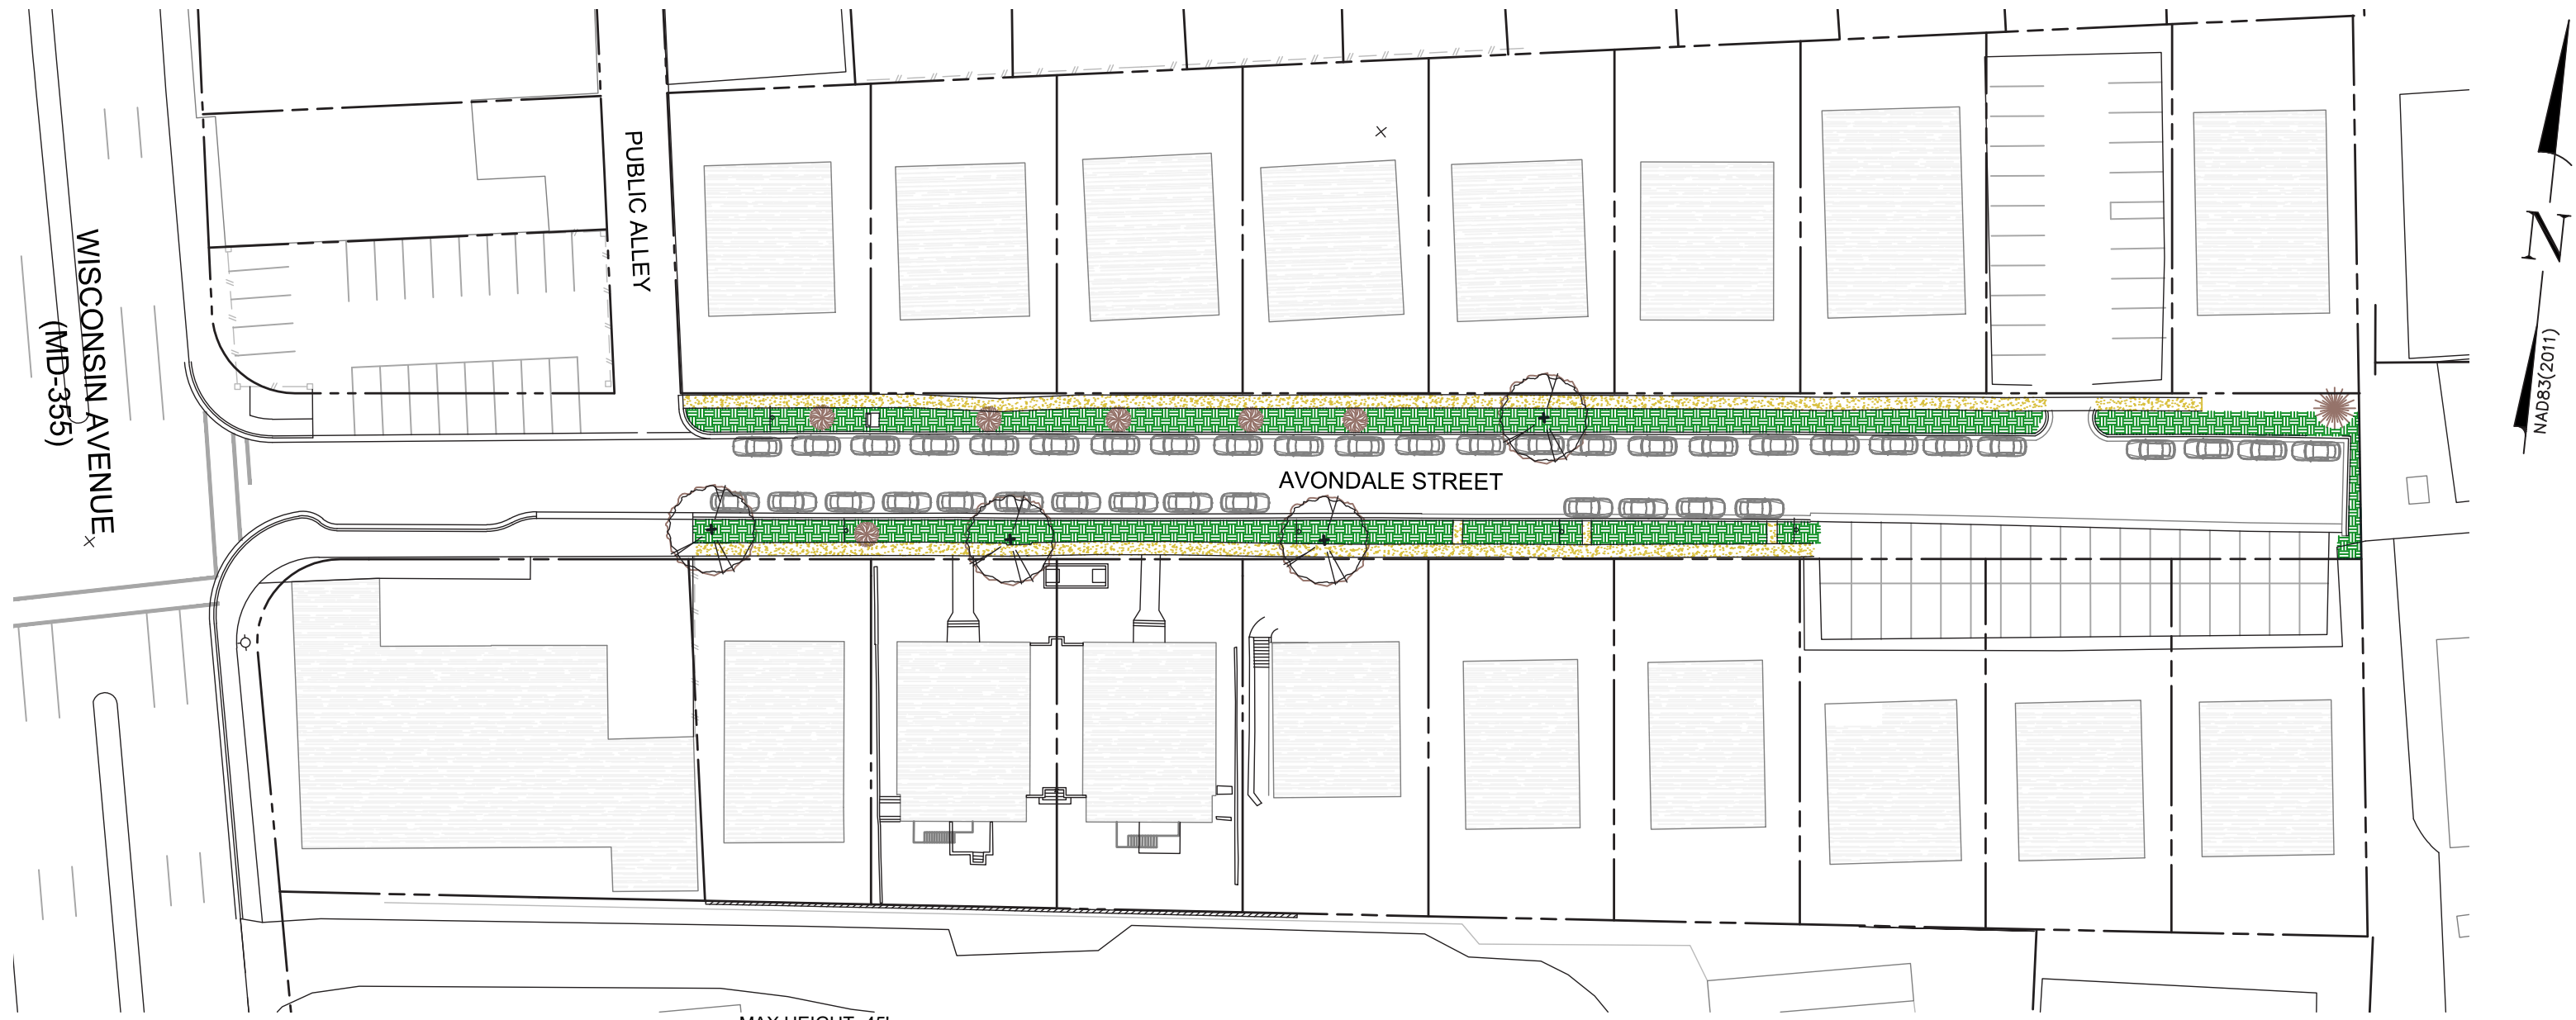 WISCONSIN AVENUE
(MD-355)
PUBLIC ALLEY
AVONDALE STREET
N
NAD83(2011)